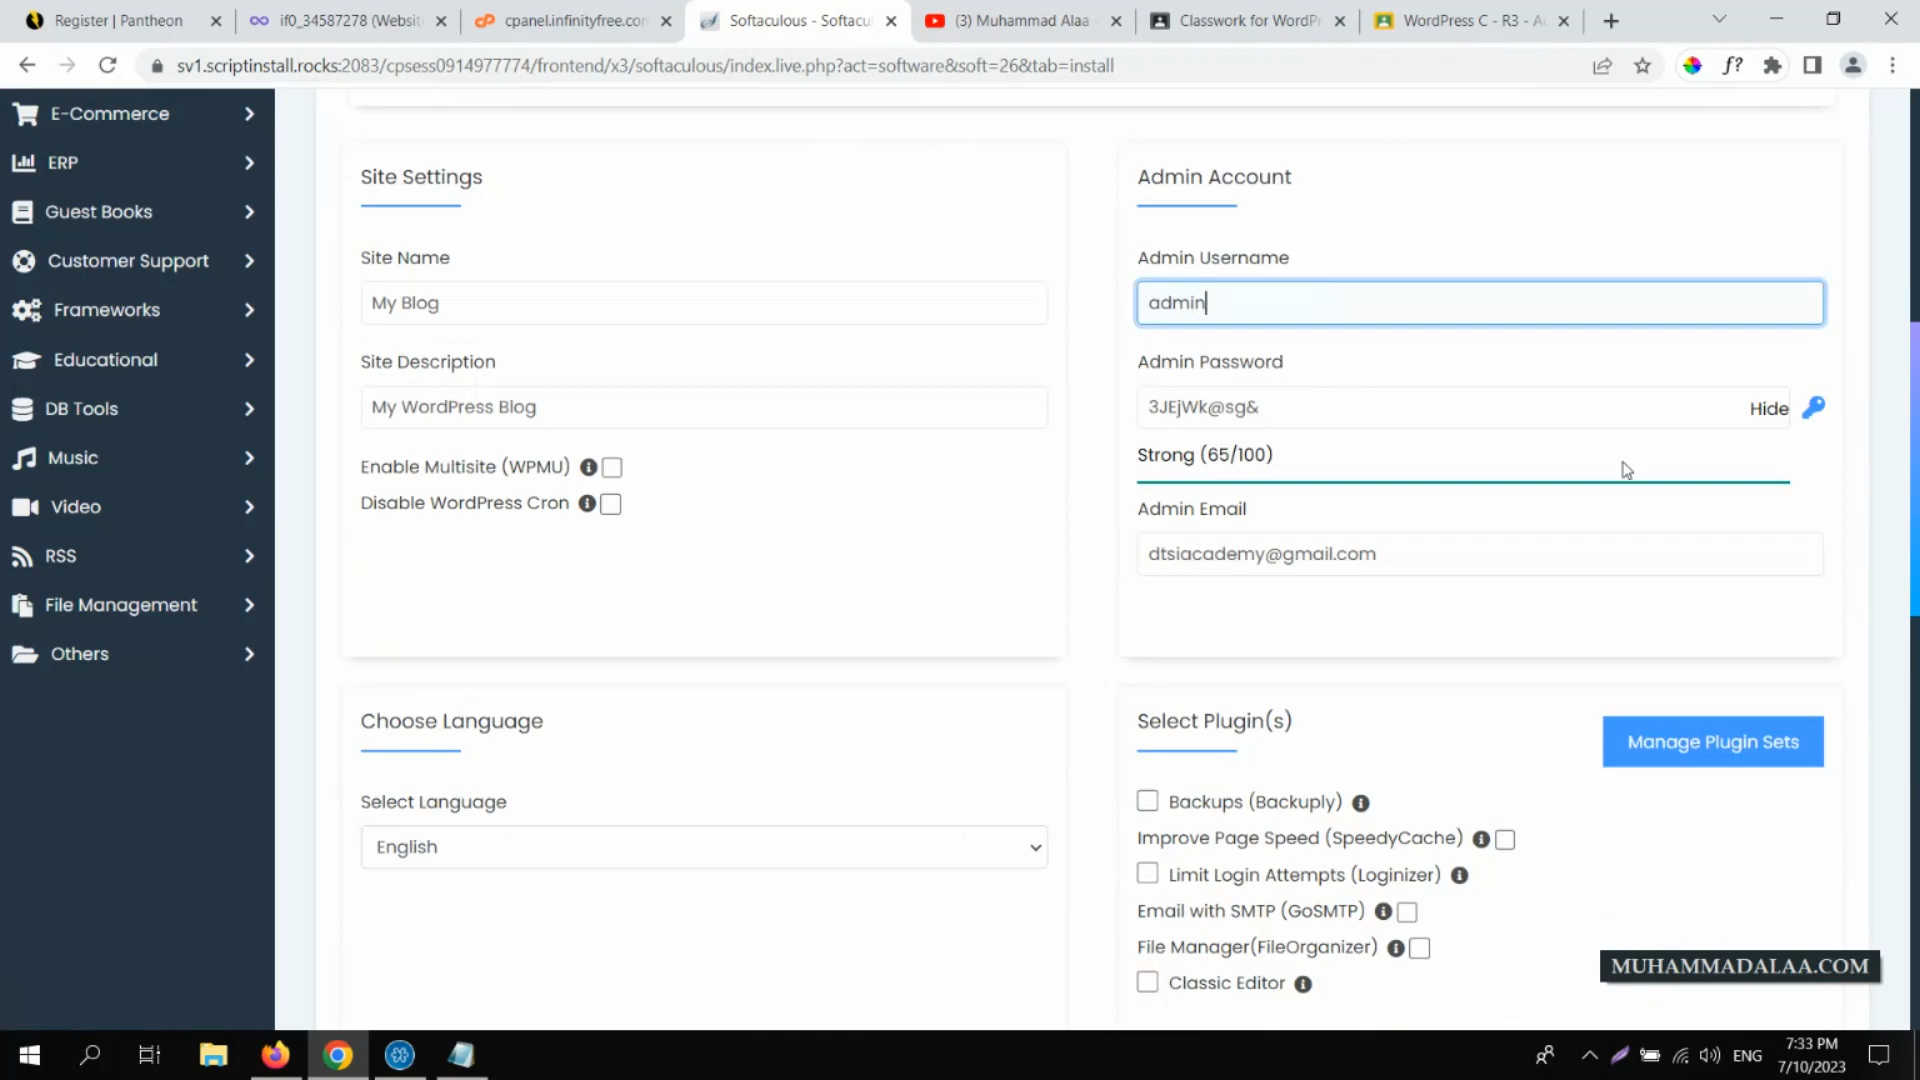 Register | Pantheon
if0_34587278 (Websit
cpanel.infinityfree.con
Softaculous - Softacul
(3) Muhammad Alaa -
Classwork for WordPr
WordPress C - R3 - A
sv1.scriptinstall.rocks:2083/cpsess0914977774/frontend/x3/softaculous/index.live.php?act=software&soft=26&tab=install
f?
E-Commerce
ERP
Guest Books
Customer Support
Frameworks
Educational
DB Tools
Music
Video
RSS
File Management
Others
Site Settings
Site Name
My Blog
Site Description
My WordPress Blog
Enable Multisite (WPMU)
Disable WordPress Cron
Admin Account
Admin Username
admin
Admin Password
3JEjWk@sg&
Hide
Strong (65/100)
Admin Email
dtsiacademy@gmail.com
Choose Language
Select Language
English
Select Plugin(s)
Manage Plugin Sets
Backups (Backuply)
Improve Page Speed (SpeedyCache)
Limit Login Attempts (Loginizer)
Email with SMTP (GoSMTP)
File Manager(FileOrganizer)
Classic Editor
MUHAMMADALAA.COM
ENG
7:33 PM
7/10/2023